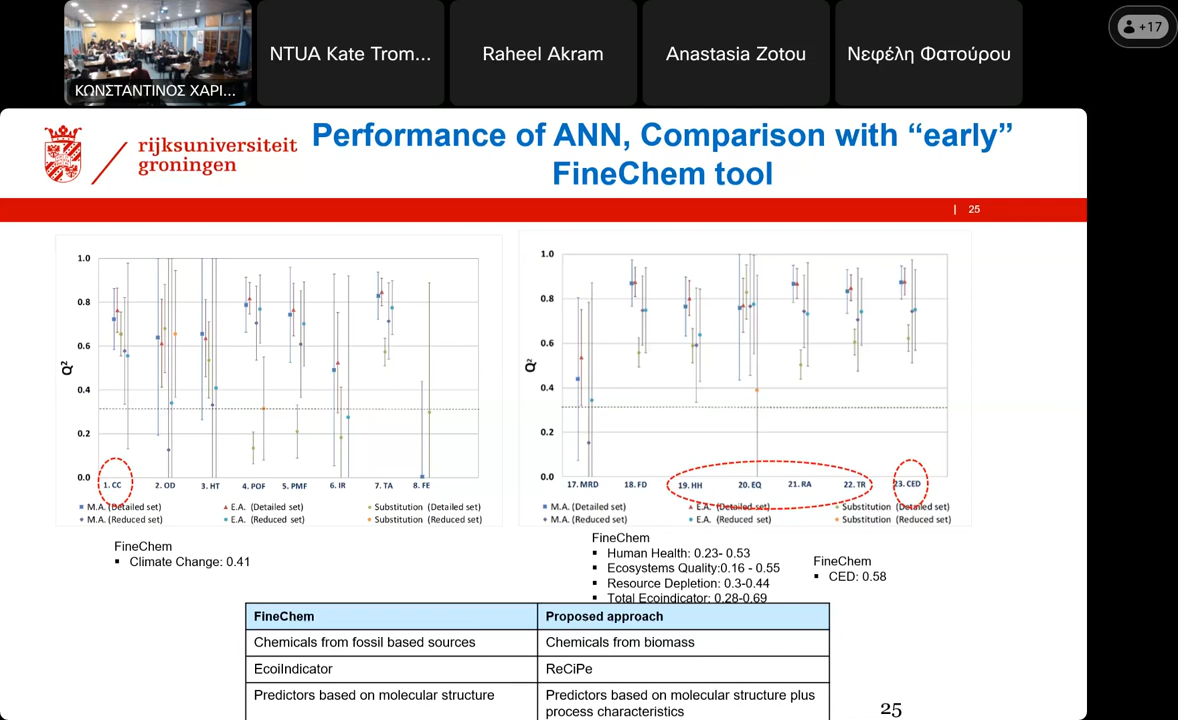 ΚΩΝΣΤΑΝΤΙΝΟΣ ΧΑΡΙ...
NTUA Kate Trom...
Raheel Akram
Anastasia Zotou
Νεφέλη Φατούρου
+17
rijksuniversiteit
groningen
Performance of ANN, Comparison with “early”
FineChem tool
| 25
Q²
1.0
0.8
0.6
0.4
0.2
0.0
1. CC 2. OD 3. HT 4. POF 5. PMF 6. IR 7. TA 8. FE
M.A. (Detailed set) E.A. (Detailed set) Substitution (Detailed set)
M.A. (Reduced set) E.A. (Reduced set) Substitution (Reduced set)
Q²
1.0
0.8
0.6
0.4
0.2
0.0
17. MRD 18. FD 19. HH 20. EQ 21. RA 22. TR 23. CED
M.A. (Detailed set) E.A. (Detailed set) Substitution (Detailed set)
M.A. (Reduced set) E.A. (Reduced set) Substitution (Reduced set)
FineChem
▪ Climate Change: 0.41
FineChem
▪ Human Health: 0.23- 0.53
▪ Ecosystems Quality:0.16 - 0.55
▪ Resource Depletion: 0.3-0.44
▪ Total Ecoindicator: 0.28-0.69
FineChem
▪ CED: 0.58
FineChem Proposed approach
Chemicals from fossil based sources Chemicals from biomass
EcoiIndicator ReCiPe
Predictors based on molecular structure Predictors based on molecular structure plus
process characteristics
25